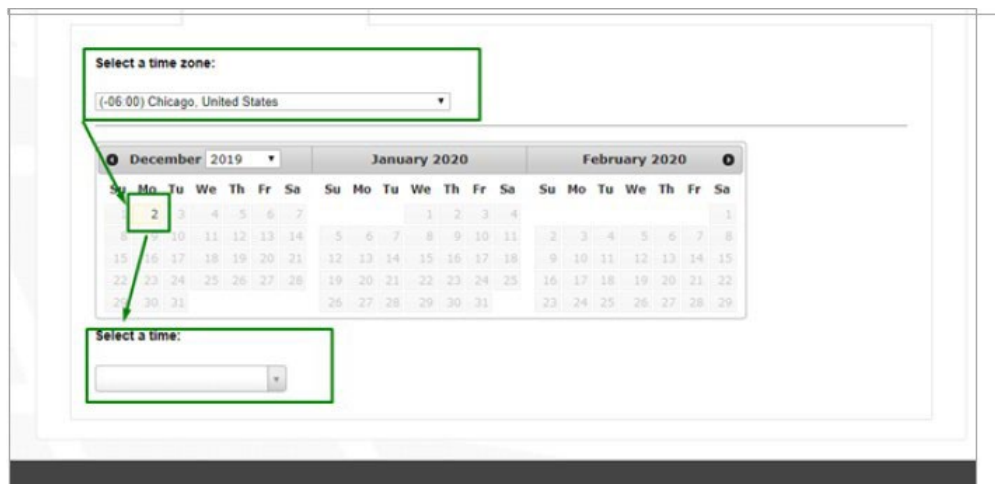 Select a time zone:
(-06:00) Chicago, United States
December 2019 January 2020 February 2020
Su Mo Tu We Th Fr Sa Su Mo Tu We Th Fr Sa Su Mo Tu We Th Fr Sa
1 2 3 4 5 6 7 1 2 3 4 1
8 9 10 11 12 13 14 5 6 7 8 9 10 11 2 3 4 5 6 7 8
15 16 17 18 19 20 21 12 13 14 15 16 17 18 9 10 11 12 13 14 15
22 23 24 25 26 27 28 19 20 21 22 23 24 25 16 17 18 19 20 21 22
29 30 31 26 27 28 29 30 31 23 24 25 26 27 28 29
Select a time: